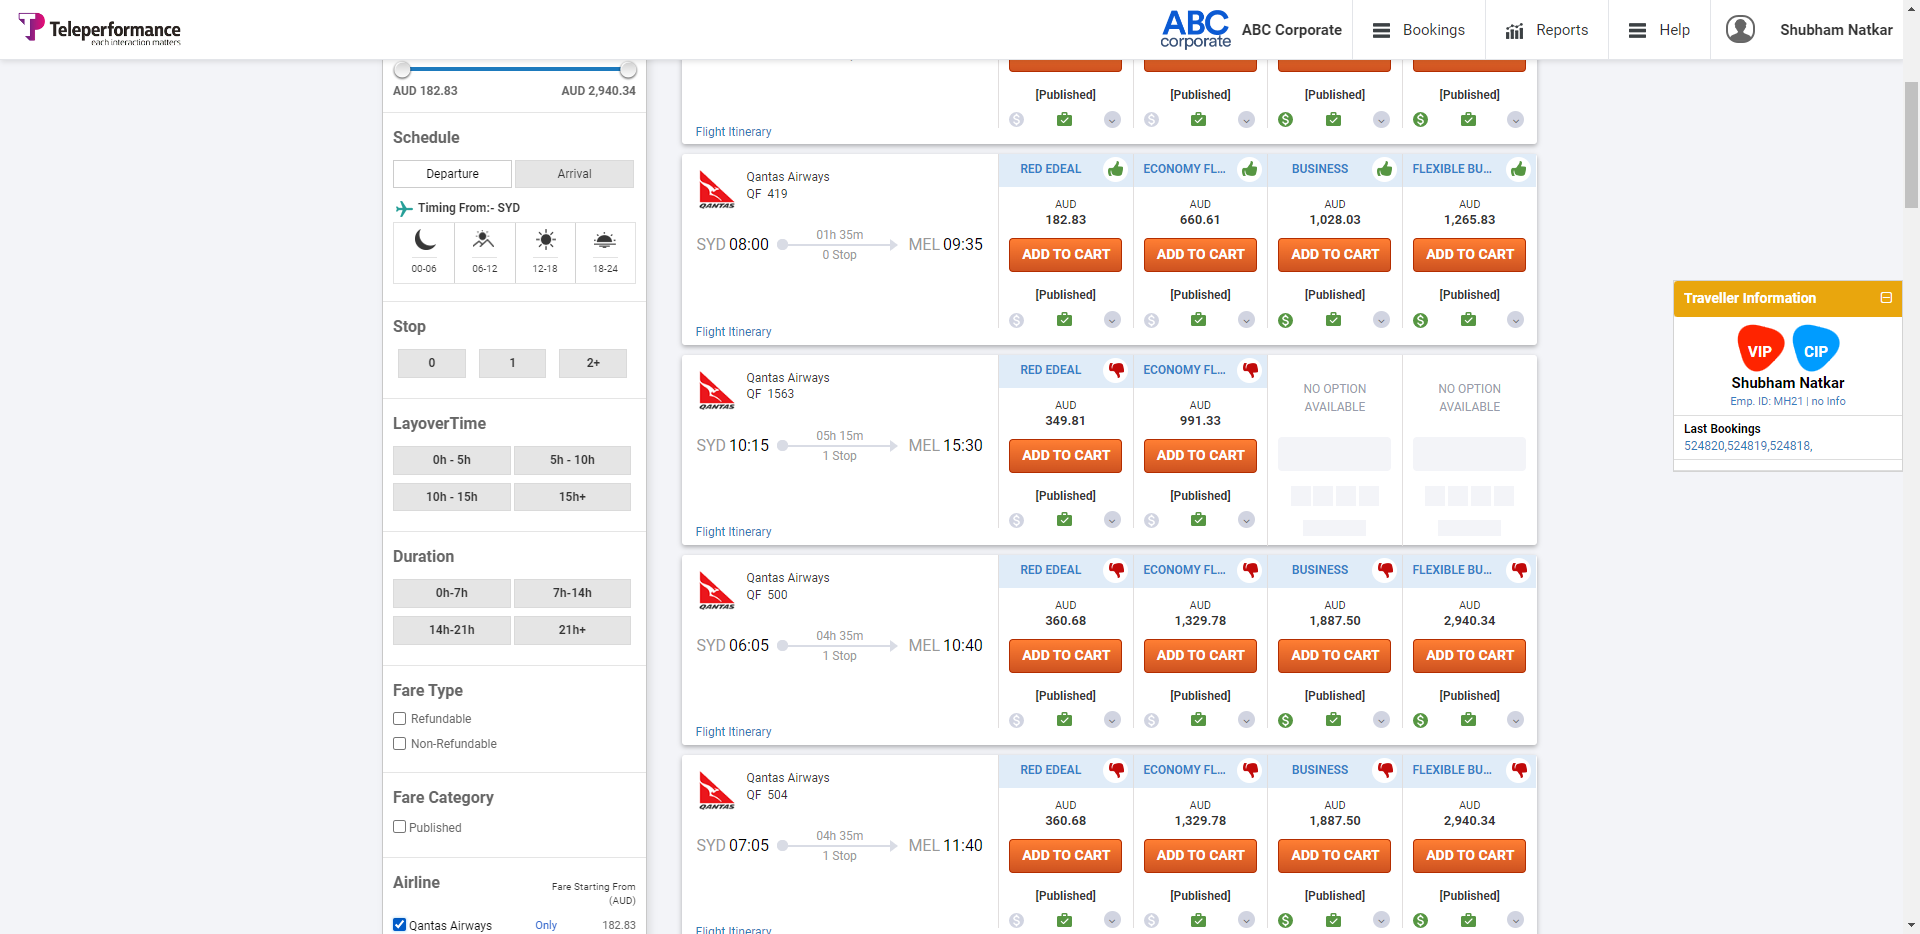 Teleperformance
each interaction matters
ABC
corporate
ABC Corporate
Bookings
Reports
Help
Shubham Natkar
AUD 182.83 AUD 2,940.34
Schedule
Departure Arrival
Timing From:- SYD
00-06 06-12 12-18 18-24
Stop
0 1 2+
LayoverTime
0h - 5h 5h - 10h
10h - 15h 15h+
Duration
0h-7h 7h-14h
14h-21h 21h+
Fare Type
Refundable
Non-Refundable
Fare Category
Published
Airline Fare Starting From
(AUD)
Qantas Airways Only 182.83
[Published] [Published] [Published] [Published]
Flight Itinerary
QANTAS
Qantas Airways
QF 419
SYD 08:00 01h 35m MEL 09:35
0 Stop
RED EDEAL ECONOMY FL... BUSINESS FLEXIBLE BU...
AUD AUD AUD AUD
182.83 660.61 1,028.03 1,265.83
ADD TO CART ADD TO CART ADD TO CART ADD TO CART
[Published] [Published] [Published] [Published]
Flight Itinerary
QANTAS
Qantas Airways
QF 1563
SYD 10:15 05h 15m MEL 15:30
1 Stop
RED EDEAL ECONOMY FL...
AUD AUD
349.81 991.33
ADD TO CART ADD TO CART
[Published] [Published]
NO OPTION NO OPTION
AVAILABLE AVAILABLE
Flight Itinerary
QANTAS
Qantas Airways
QF 500
SYD 06:05 04h 35m MEL 10:40
1 Stop
RED EDEAL ECONOMY FL... BUSINESS FLEXIBLE BU...
AUD AUD AUD AUD
360.68 1,329.78 1,887.50 2,940.34
ADD TO CART ADD TO CART ADD TO CART ADD TO CART
[Published] [Published] [Published] [Published]
Flight Itinerary
QANTAS
Qantas Airways
QF 504
SYD 07:05 04h 35m MEL 11:40
1 Stop
RED EDEAL ECONOMY FL... BUSINESS FLEXIBLE BU...
AUD AUD AUD AUD
360.68 1,329.78 1,887.50 2,940.34
ADD TO CART ADD TO CART ADD TO CART ADD TO CART
[Published] [Published] [Published] [Published]
Flight Itinerary
Traveller Information
VIP CIP
Shubham Natkar
Emp. ID: MH21 | no Info
Last Bookings
524820,524819,524818,